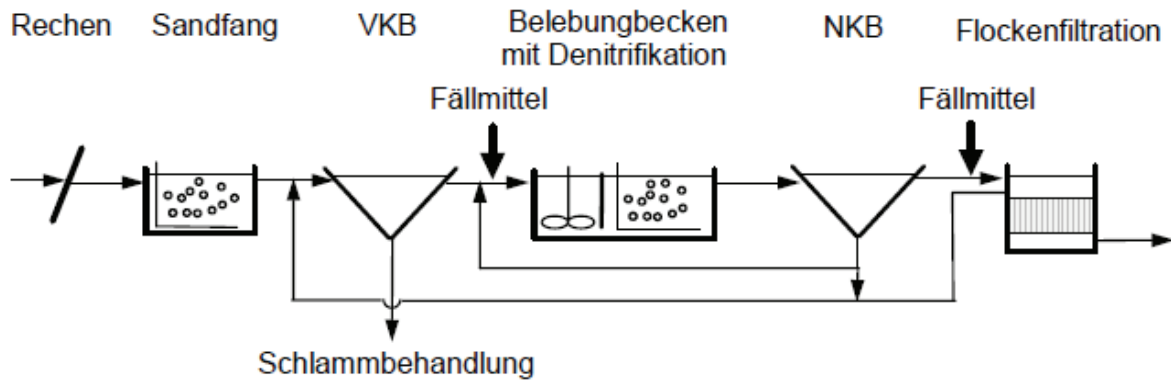 Rechen
Sandfang
VKB
Belebungbecken
mit Denitrifikation
NKB
Flockenfiltration
Fällmittel
Fällmittel
Schlammbehandlung